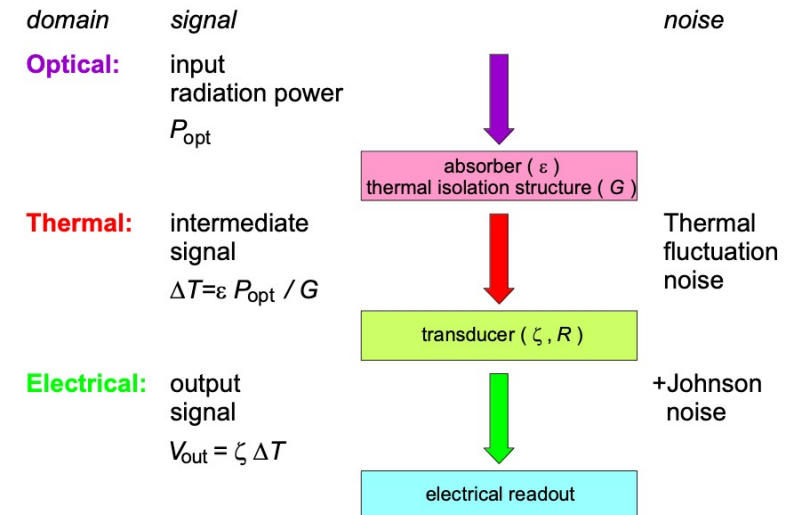 domain signal noise
Optical: input
radiation power
Popt
absorber ( ε )
thermal isolation structure ( G )
Thermal: intermediate Thermal
signal fluctuation
ΔT=ε Popt / G noise
transducer ( ζ , R )
Electrical: output +Johnson
signal noise
Vout = ζ ΔT
electrical readout